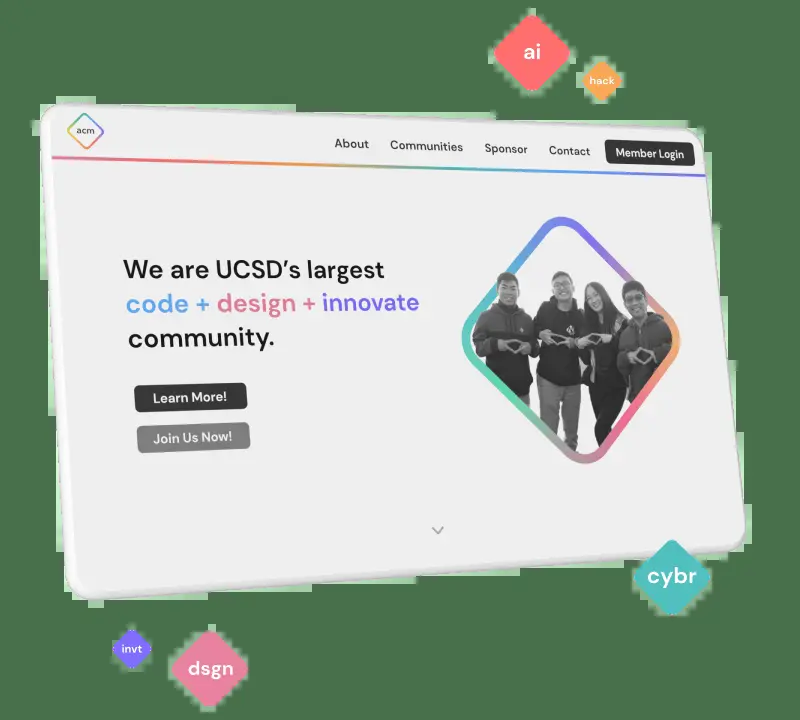 ai
hack
acm
About Communities Sponsor Contact Member Login
We are UCSD's largest
code + design + innovate
community.
Learn More!
Join Us Now!
cybr
invt
dsgn